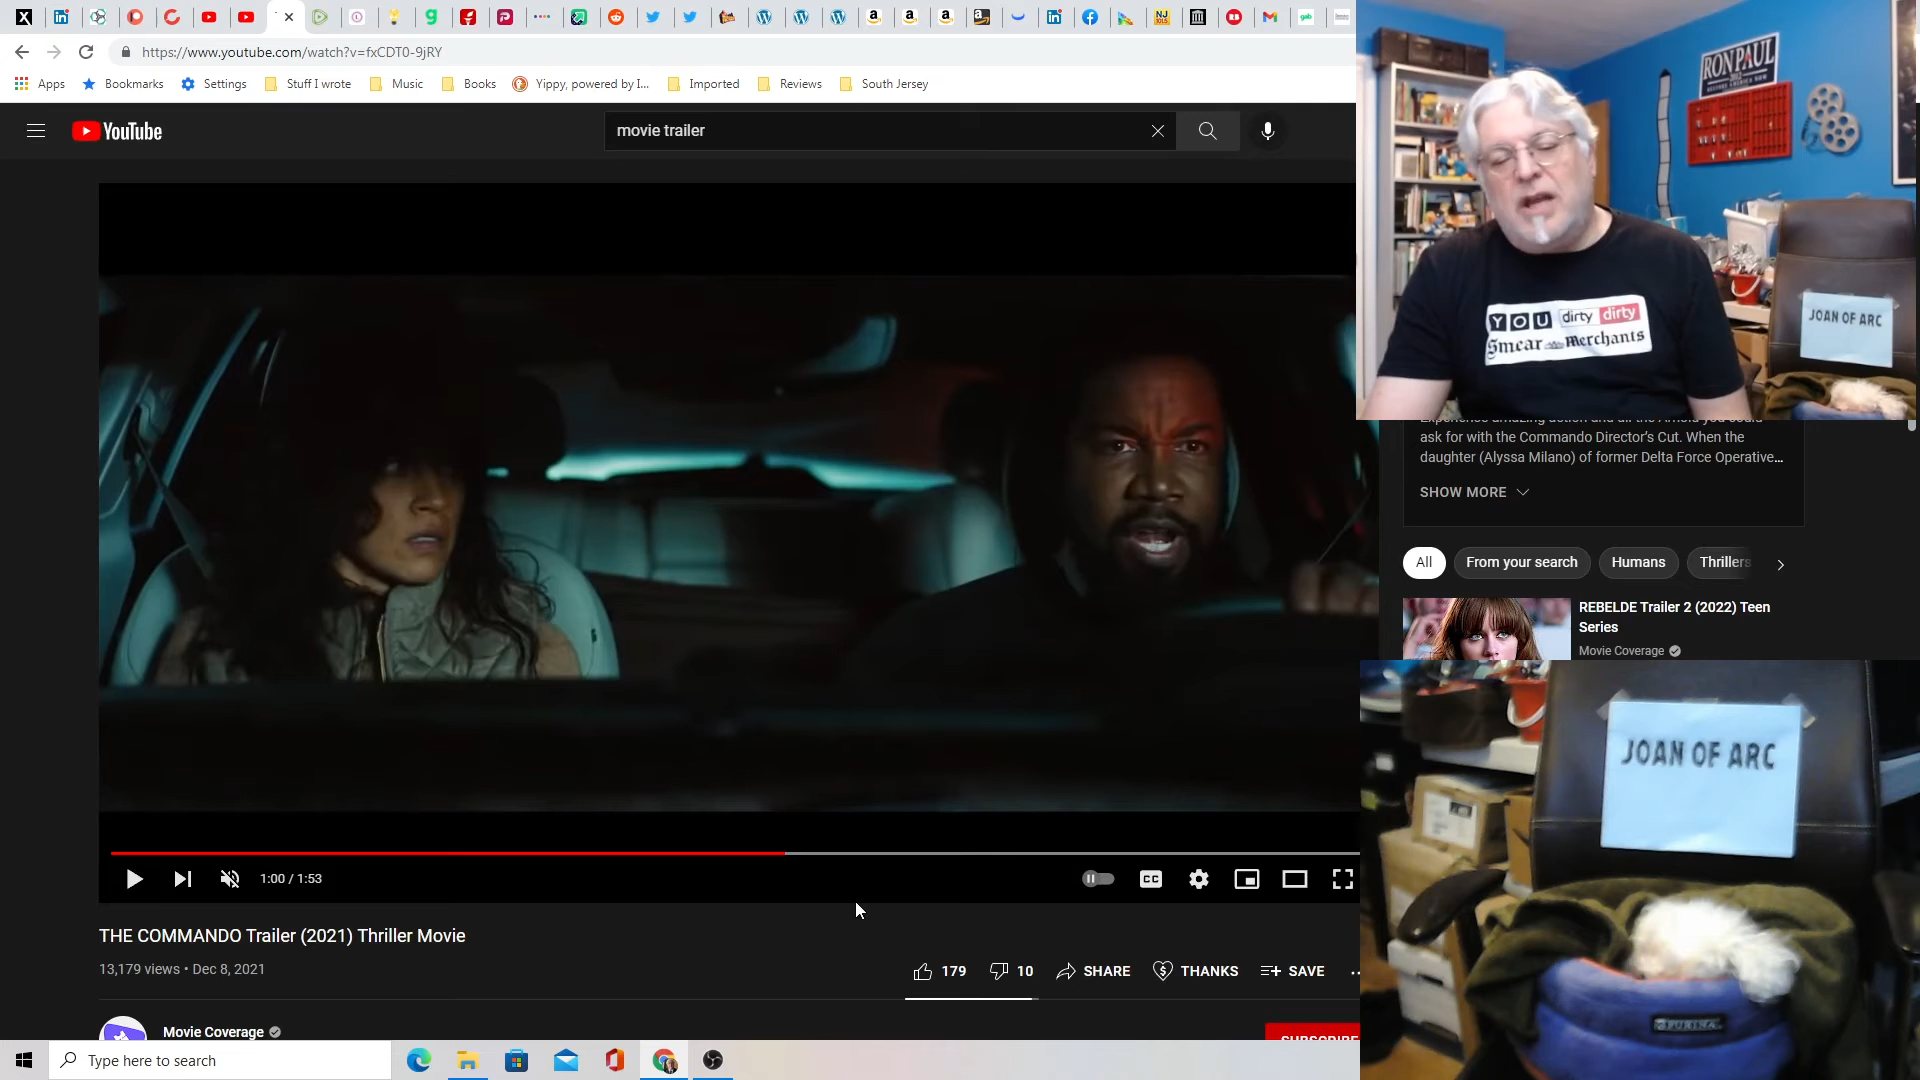 https://www.youtube.com/watch?v=fxCDT0-9jRY
Apps
Bookmarks
Settings
Stuff I wrote
Music
Books
Yippy, powered by I...
Imported
Reviews
South Jersey
YouTube
movie trailer
RON PAUL
YOU dirty dirty
Smear Merchants
JOAN OF ARC
ask for with the Commando Director's Cut. When the
daughter (Alyssa Milano) of former Delta Force Operative...
SHOW MORE
All
From your search
Humans
Thrillers
REBELDE Trailer 2 (2022) Teen
Series
Movie Coverage
JOAN OF ARC
PURINA
1:00 / 1:53
CC
THE COMMANDO Trailer (2021) Thriller Movie
13,179 views • Dec 8, 2021
179
10
SHARE
THANKS
SAVE
Movie Coverage
SUBSCRIBE
Type here to search